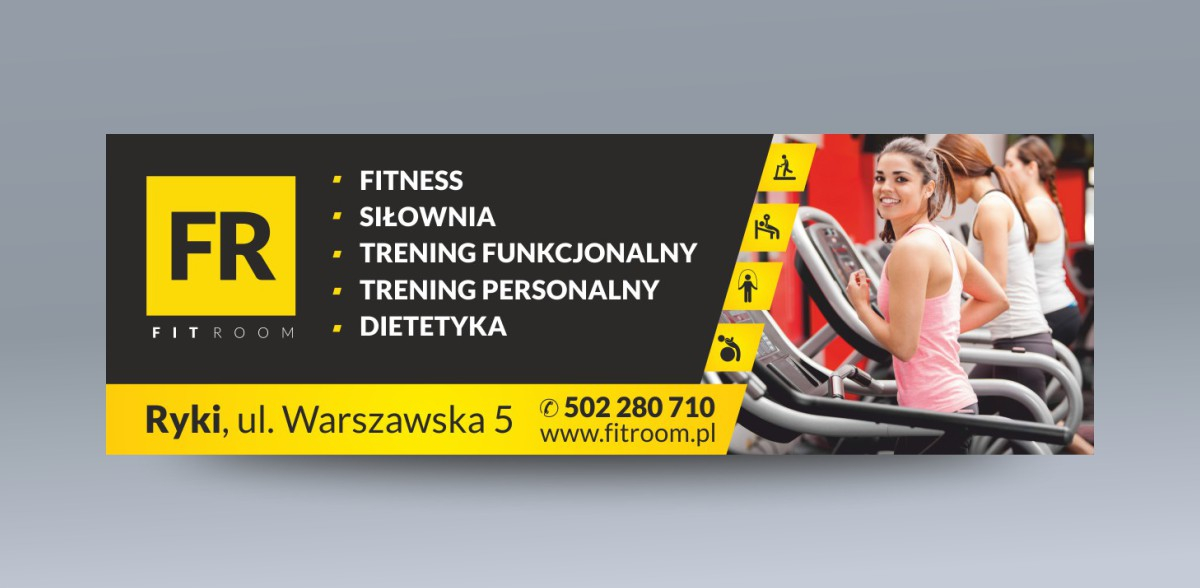 FR
FITROOM
FITNESS
SIŁOWNIA
TRENING FUNKCJONALNY
TRENING PERSONALNY
DIETETYKA
Ryki, ul. Warszawska 5
✆ 502 280 710
www.fitroom.pl